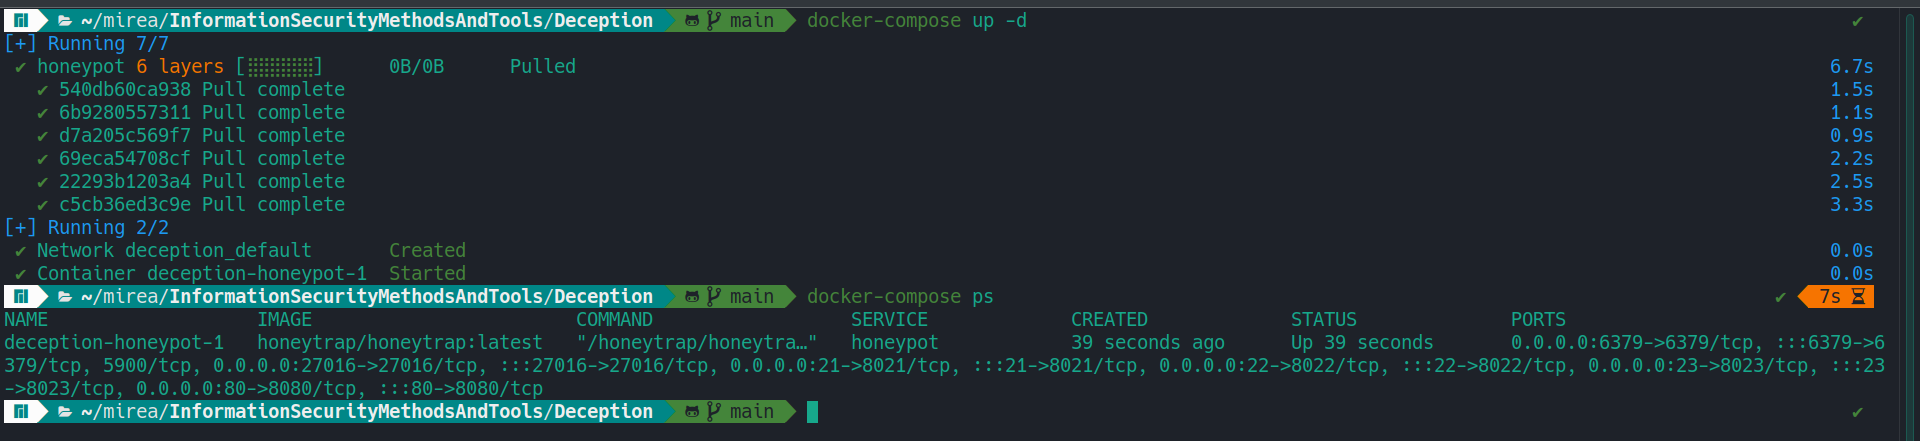 ~/mirea/InformationSecurityMethodsAndTools/Deception main docker-compose up -d ✔
[+] Running 7/7
✔ honeypot 6 layers [⣿⣿⣿⣿⣿⣿] 0B/0B Pulled 6.7s
✔ 540db60ca938 Pull complete 1.5s
✔ 6b9280557311 Pull complete 1.1s
✔ d7a205c569f7 Pull complete 0.9s
✔ 69eca54708cf Pull complete 2.2s
✔ 22293b1203a4 Pull complete 2.5s
✔ c5cb36ed3c9e Pull complete 3.3s
[+] Running 2/2
✔ Network deception_default Created 0.0s
✔ Container deception-honeypot-1 Started 0.0s
~/mirea/InformationSecurityMethodsAndTools/Deception main docker-compose ps ✔ 7s
NAME IMAGE COMMAND SERVICE CREATED STATUS PORTS
deception-honeypot-1 honeytrap/honeytrap:latest "/honeytrap/honeytra…" honeypot 39 seconds ago Up 39 seconds 0.0.0.0:6379->6379/tcp, :::6379->6
379/tcp, 5900/tcp, 0.0.0.0:27016->27016/tcp, :::27016->27016/tcp, 0.0.0.0:21->8021/tcp, :::21->8021/tcp, 0.0.0.0:22->8022/tcp, :::22->8022/tcp, 0.0.0.0:23->8023/tcp, :::23
->8023/tcp, 0.0.0.0:80->8080/tcp, :::80->8080/tcp
~/mirea/InformationSecurityMethodsAndTools/Deception main ✔